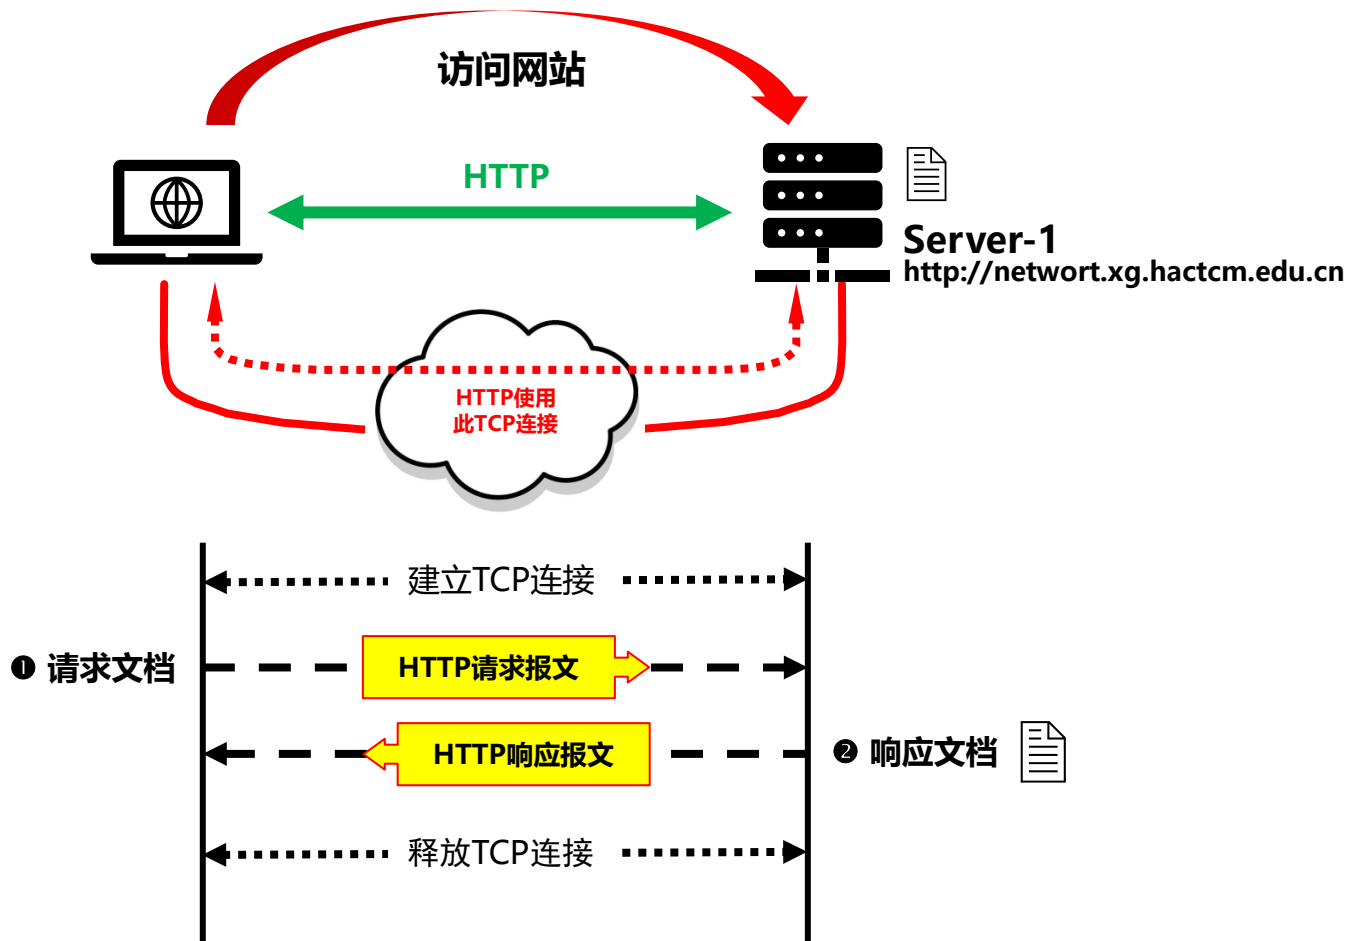 访问网站
HTTP
Server-1
http://networt.xg.hactcm.edu.cn
HTTP使用
此TCP连接
建立TCP连接
❶ 请求文档
HTTP请求报文
HTTP响应报文
❷ 响应文档
释放TCP连接